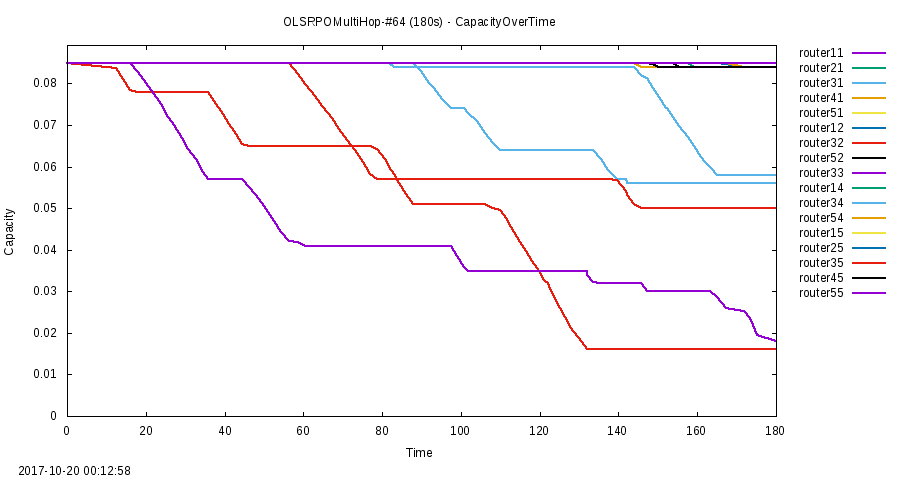 OLSRPOMultiHop-#64 (180s) - CapacityOverTime
router11
router21
router31
router41
router51
router12
router32
router52
router33
router14
router34
router54
router15
router25
router35
router45
router55
Capacity
0.08
0.07
0.06
0.05
0.04
0.03
0.02
0.01
0
0 20 40 60 80 100 120 140 160 180
Time
2017-10-20 00:12:58